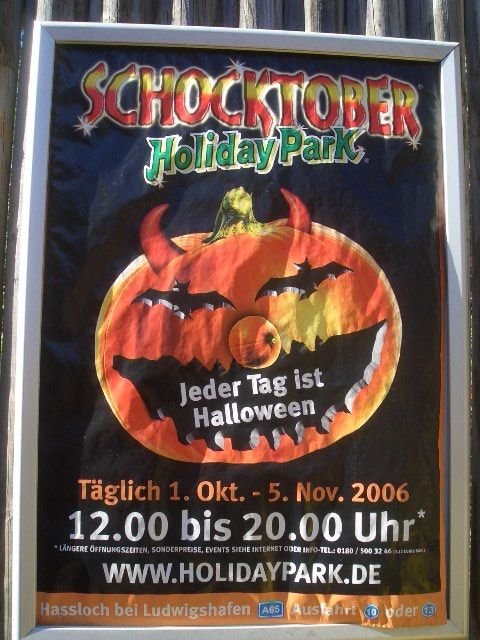 SCHOCKTOBER®
Holiday Park®
Jeder Tag ist
Halloween
Täglich 1. Okt. - 5. Nov. 2006
12.00 bis 20.00 Uhr*
* LÄNGERE ÖFFNUNGSZEITEN, SONDERPREISE, EVENTS SIEHE INTERNET ODER INFO-TEL.: 0180 / 500 32 46
WWW.HOLIDAYPARK.DE
Hassloch bei Ludwigshafen A65 Ausfahrt 10 oder 13